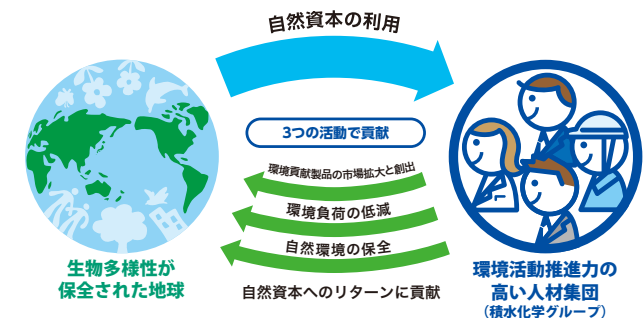 自然資本の利用
3つの活動で貢献
環境貢献製品の市場拡大と創出
環境負荷の低減
自然環境の保全
自然資本へのリターンに貢献
生物多様性が
保全された地球
環境活動推進力の
高い人材集団
（積水化学グループ）